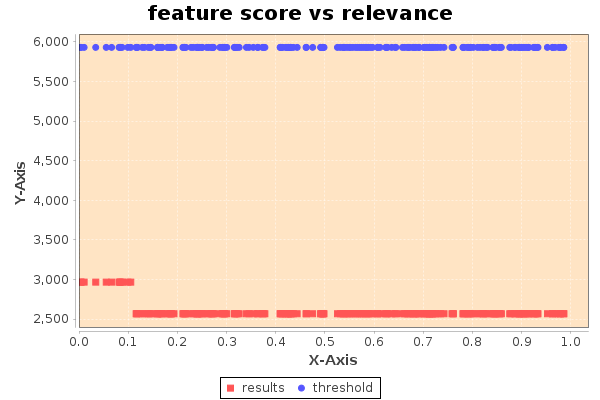 feature score vs relevance
6,000
5,500
5,000
4,500
4,000
3,500
3,000
2,500
Y-Axis
0.0 0.1 0.2 0.3 0.4 0.5 0.6 0.7 0.8 0.9 1.0
X-Axis
results threshold